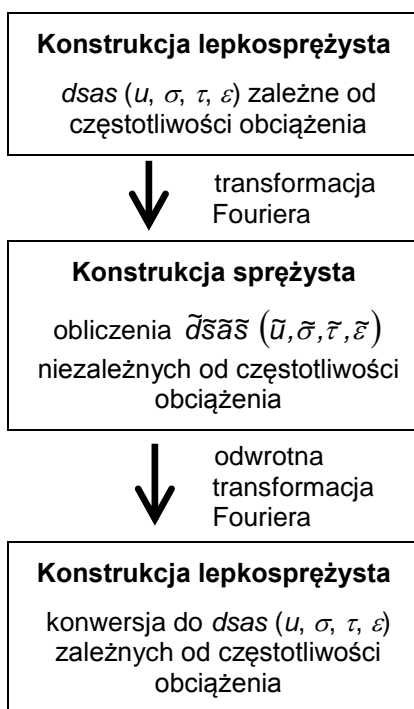 Konstrukcja lepkosprężysta
dsas (u, σ, τ, ε) zależne od
częstotliwości obciążenia
transformacja
Fouriera
Konstrukcja sprężysta
obliczenia d̃s̃ãs̃ (ũ,σ̃,τ̃,ε̃)
niezależnych od częstotliwości
obciążenia
odwrotna
transformacja
Fouriera
Konstrukcja lepkosprężysta
konwersja do dsas (u, σ, τ, ε)
zależnych od częstotliwości
obciążenia